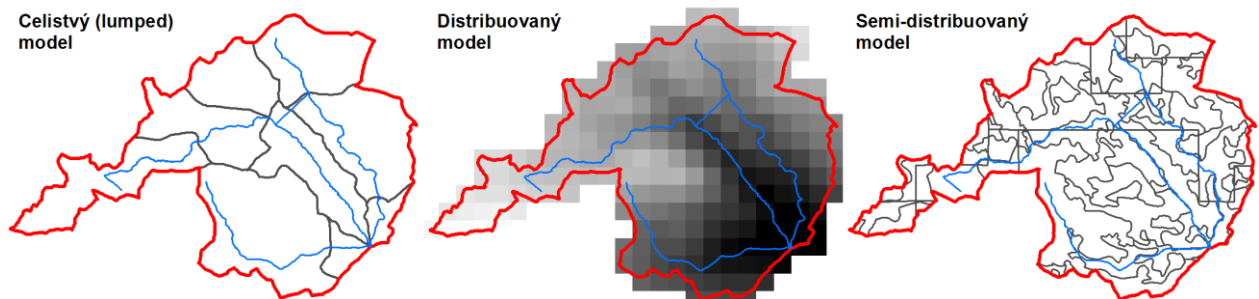 Celistvý (lumped)
model
Distribuovaný
model
Semi-distribuovaný
model